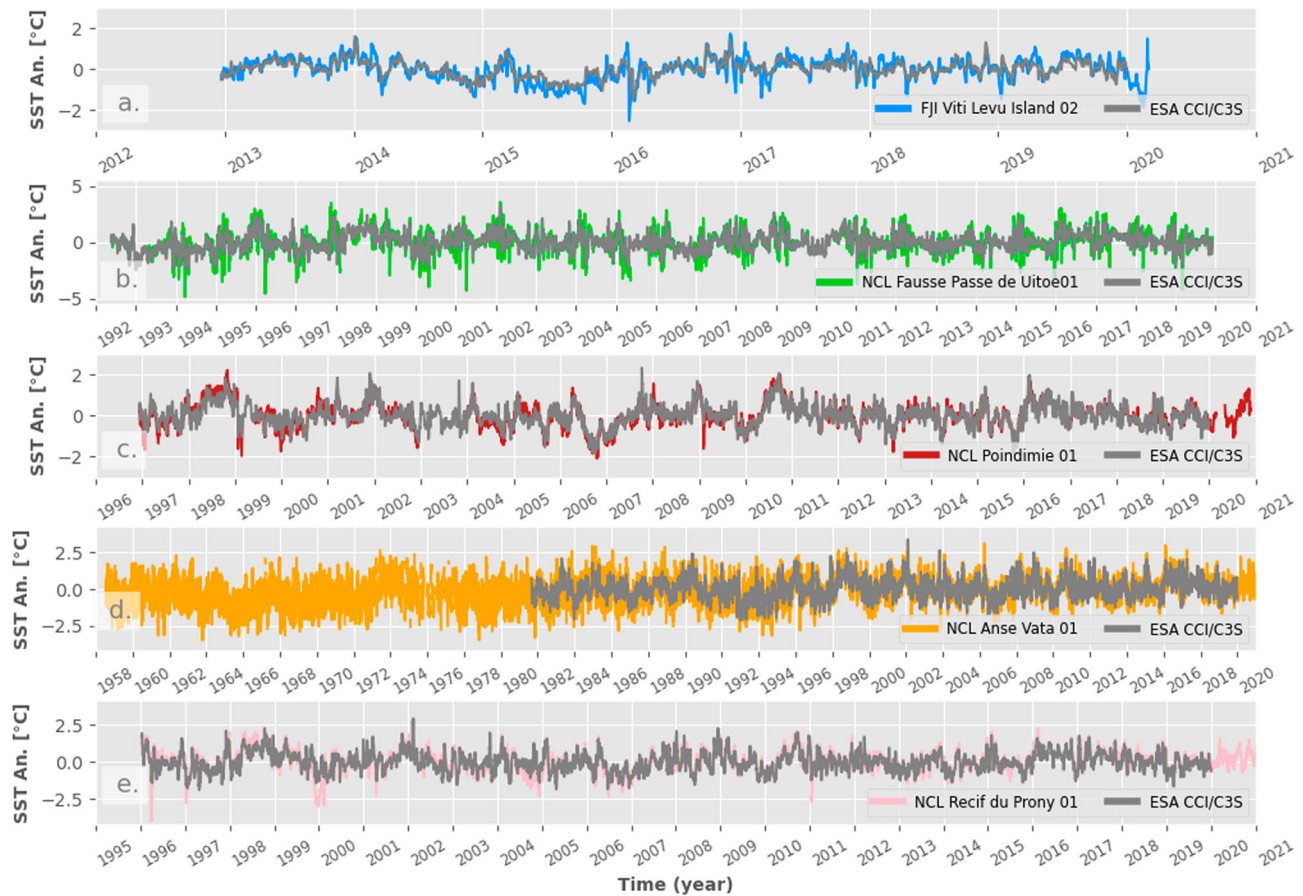 SST An. [°C]
2
0
−2
a.
FJI Viti Levu Island 02 ESA CCI/C3S
2012 2013 2014 2015 2016 2017 2018 2019 2020 2021
SST An. [°C]
5
0
−5
b.
NCL Fausse Passe de Uitoe01 ESA CCI/C3S
1992 1993 1994 1995 1996 1997 1998 1999 2000 2001 2002 2003 2004 2005 2006 2007 2008 2009 2010 2011 2012 2013 2014 2015 2016 2017 2018 2019 2020 2021
SST An. [°C]
2
0
−2
c.
NCL Poindimie 01 ESA CCI/C3S
1996 1997 1998 1999 2000 2001 2002 2003 2004 2005 2006 2007 2008 2009 2010 2011 2012 2013 2014 2015 2016 2017 2018 2019 2020 2021
SST An. [°C]
2.5
0.0
−2.5
d.
NCL Anse Vata 01 ESA CCI/C3S
1958 1960 1962 1964 1966 1968 1970 1972 1974 1976 1978 1980 1982 1984 1986 1988 1990 1992 1994 1996 1998 2000 2002 2004 2006 2008 2010 2012 2014 2016 2018 2020
SST An. [°C]
2.5
0.0
−2.5
e.
NCL Recif du Prony 01 ESA CCI/C3S
1995 1996 1997 1998 1999 2000 2001 2002 2003 2004 2005 2006 2007 2008 2009 2010 2011 2012 2013 2014 2015 2016 2017 2018 2019 2020 2021
Time (year)